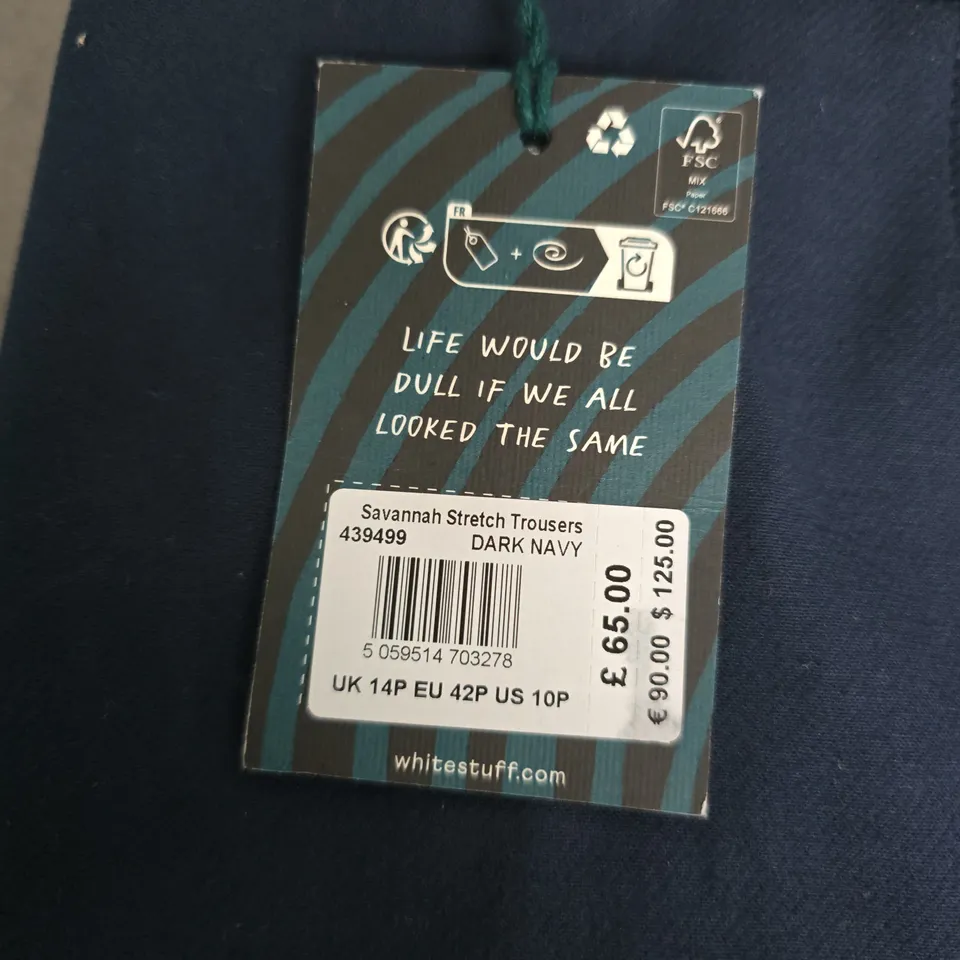 FSC
MIX
Paper
FSC® C121666
FR
+
LIFE WOULD BE
DULL IF WE ALL
LOOKED THE SAME
Savannah Stretch Trousers
439499 DARK NAVY
5 059514 703278
UK 14P EU 42P US 10P
£ 65.00
€ 90.00 $ 125.00
whitestuff.com